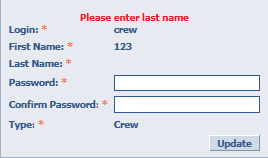 Please enter last name
Login: * crew
First Name: * 123
Last Name: *
Password: *
Confirm Password: *
Type: * Crew
Update